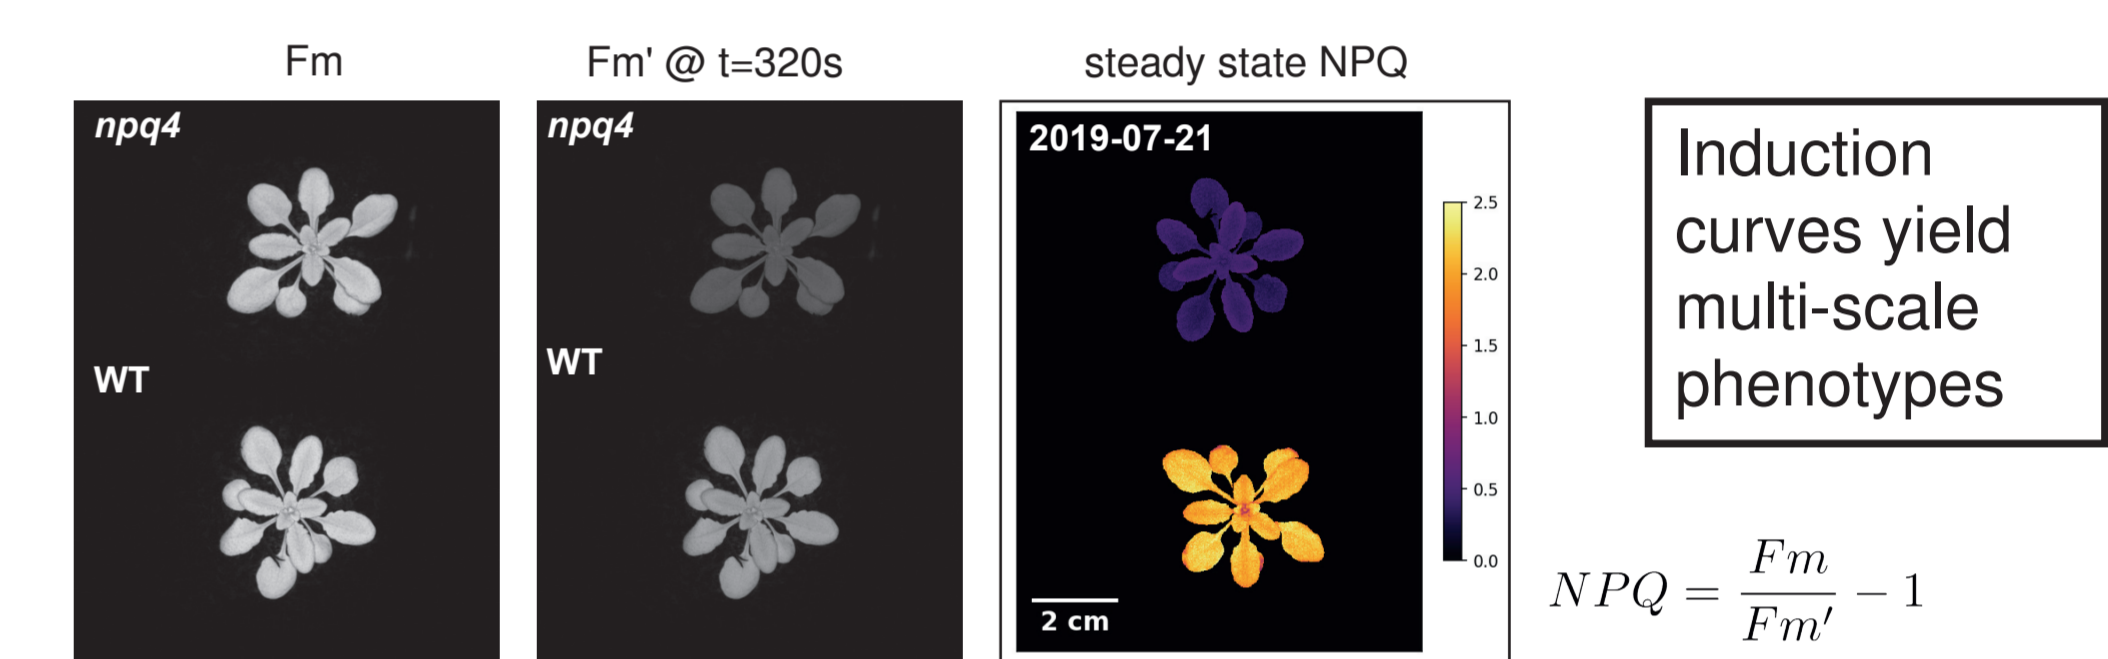 Fm
Fm' @ t=320s
steady state NPQ
npq4
WT
npq4
WT
2019-07-21
2 cm
2.5
2.0
1.5
1.0
0.5
0.0
Induction
curves yield
multi-scale
phenotypes
NPQ = Fm/Fm′ − 1